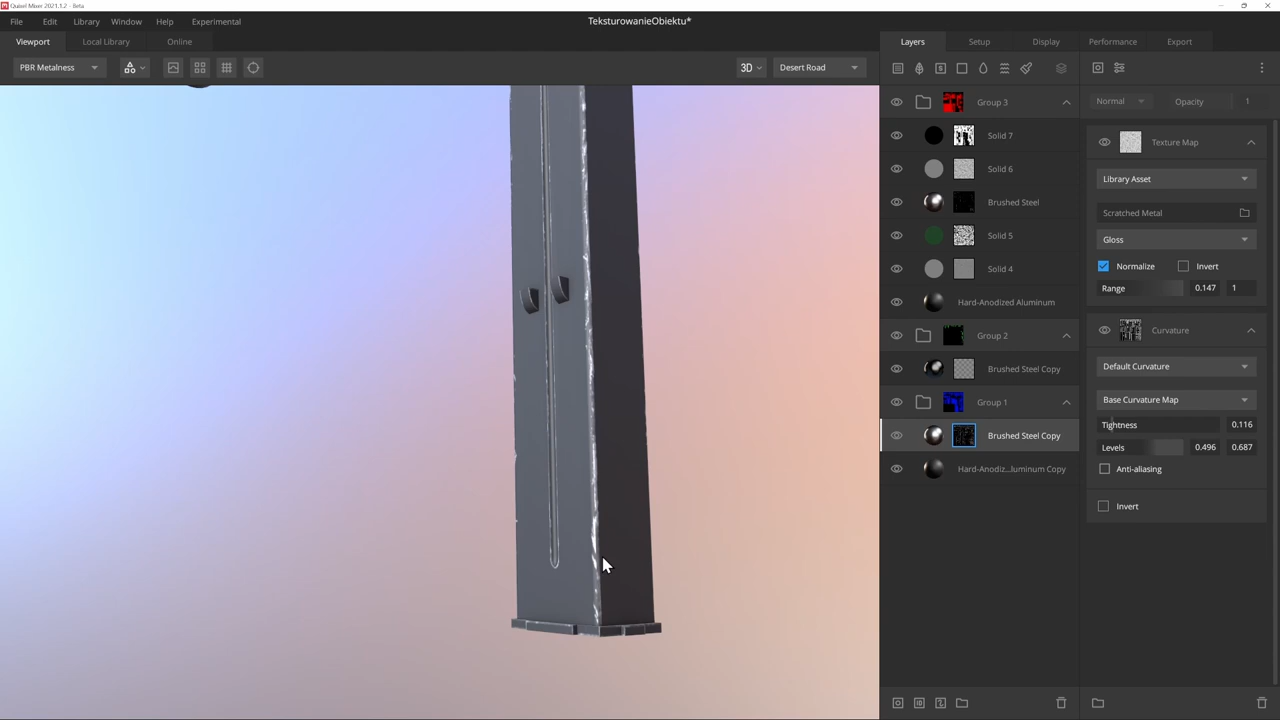 Quixel Mixer 2021.1.2 - Beta
File Edit Library Window Help Experimental
TeksturowanieObiektu*
Viewport Local Library Online
Layers Setup Display Performance Export
PBR Metalness
3D
Desert Road
Group 3
Solid 7
Solid 6
Brushed Steel
Solid 5
Solid 4
Hard-Anodized Aluminum
Group 2
Brushed Steel Copy
Group 1
Brushed Steel Copy
Hard-Anodiz...luminum Copy
Normal Opacity 1
Texture Map
Library Asset
Scratched Metal
Gloss
Normalize Invert
Range 0.147 1
Curvature
Default Curvature
Base Curvature Map
Tightness 0.116
Levels 0.496 0.687
Anti-aliasing
Invert